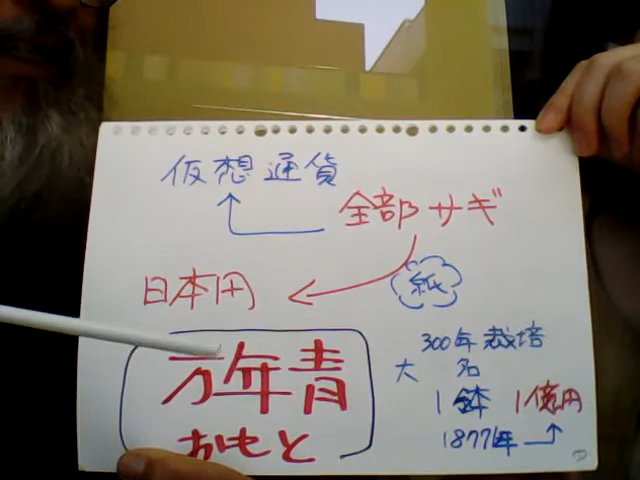 仮想通貨
全部サギ
日本円
紙
万年青
おもと
300年栽培
大名
1鉢 1億円
1877年